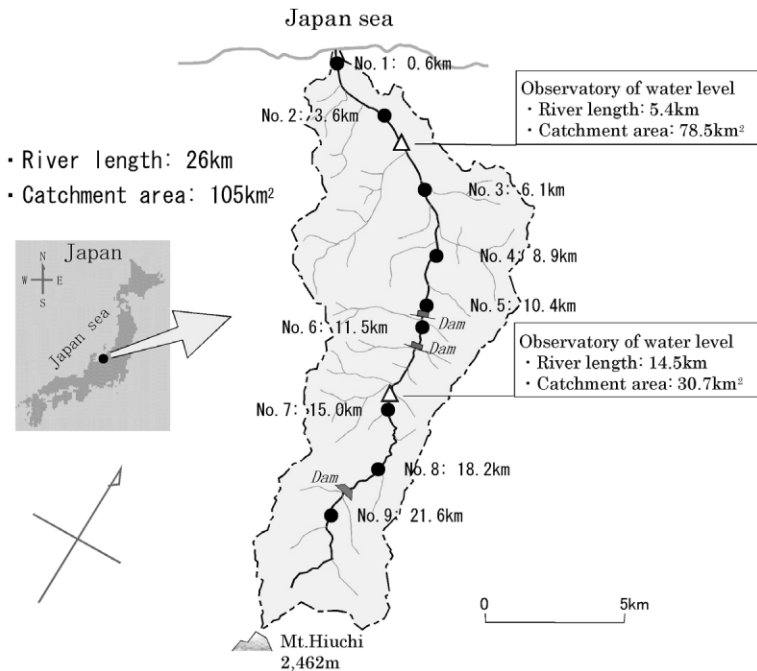 Japan sea
No.1: 0.6km
Observatory of water level
・River length: 5.4km
・Catchment area: 78.5km²
No.2: 3.6km
・River length: 26km
・Catchment area: 105km²
No.3: 6.1km
Japan
N
W E
S
Japan sea
No.4: 8.9km
No.5: 10.4km
Dam
No.6: 11.5km
Dam
Observatory of water level
・River length: 14.5km
・Catchment area: 30.7km²
No.7: 15.0km
No.8: 18.2km
Dam
No.9: 21.6km
0 5km
Mt.Hiuchi
2,462m